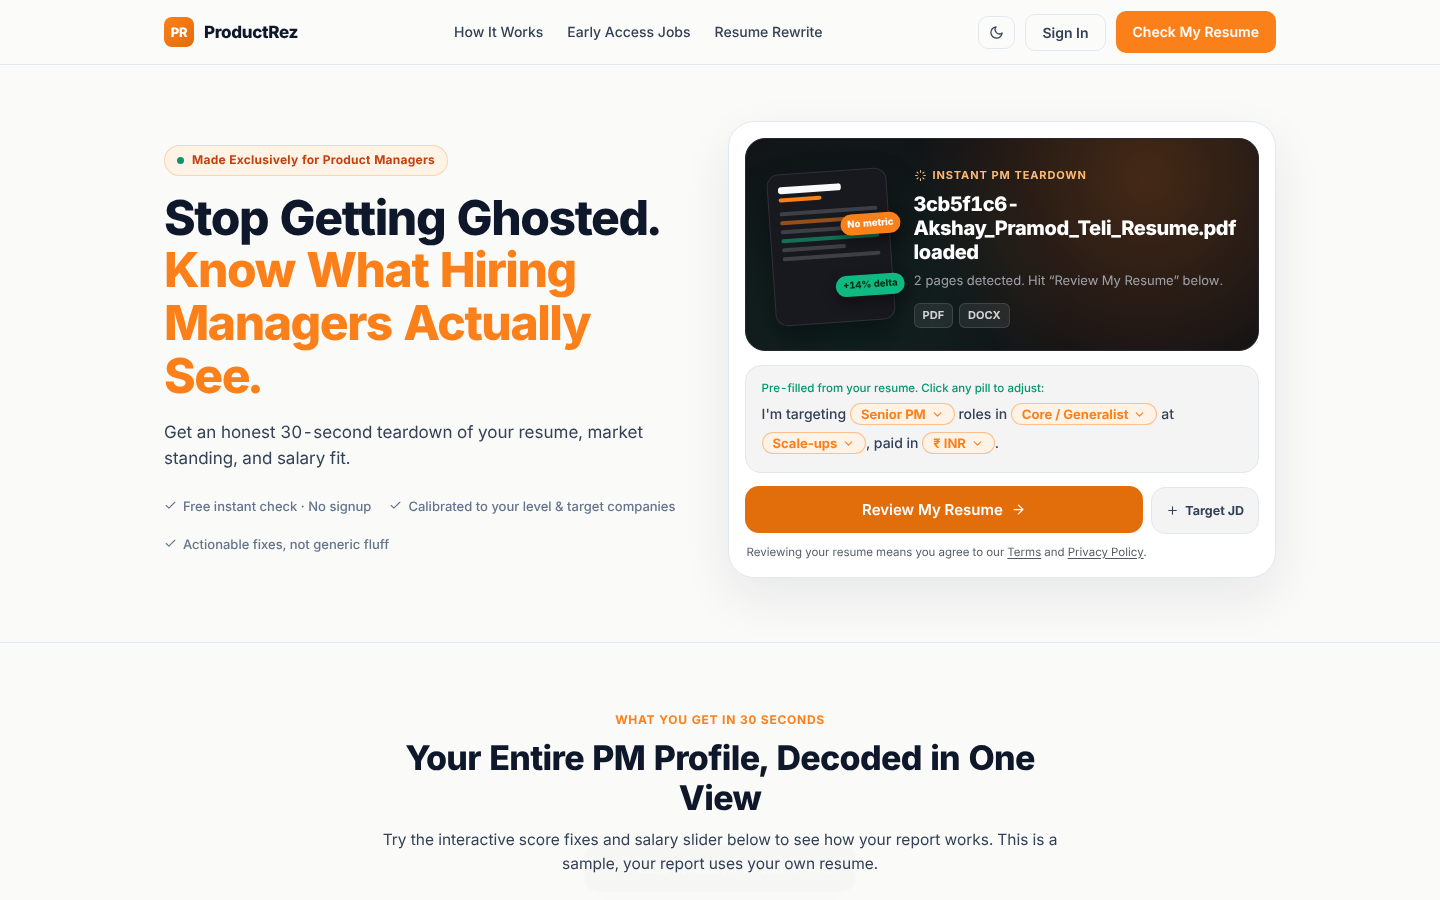 PR ProductRez
How It Works
Early Access Jobs
Resume Rewrite
Sign In
Check My Resume
Made Exclusively for Product Managers
Stop Getting Ghosted.
Know What Hiring
Managers Actually
See.
Get an honest 30-second teardown of your resume, market
standing, and salary fit.
Free instant check · No signup
Calibrated to your level & target companies
Actionable fixes, not generic fluff
No metric
+14% delta
INSTANT PM TEARDOWN
3cb5f1c6-
Akshay_Pramod_Teli_Resume.pdf
loaded
2 pages detected. Hit “Review My Resume” below.
PDF
DOCX
Pre-filled from your resume. Click any pill to adjust:
I'm targeting Senior PM roles in Core / Generalist at
Scale-ups , paid in ₹ INR .
Review My Resume →
+ Target JD
Reviewing your resume means you agree to our Terms and Privacy Policy.
WHAT YOU GET IN 30 SECONDS
Your Entire PM Profile, Decoded in One
View
Try the interactive score fixes and salary slider below to see how your report works. This is a
sample, your report uses your own resume.